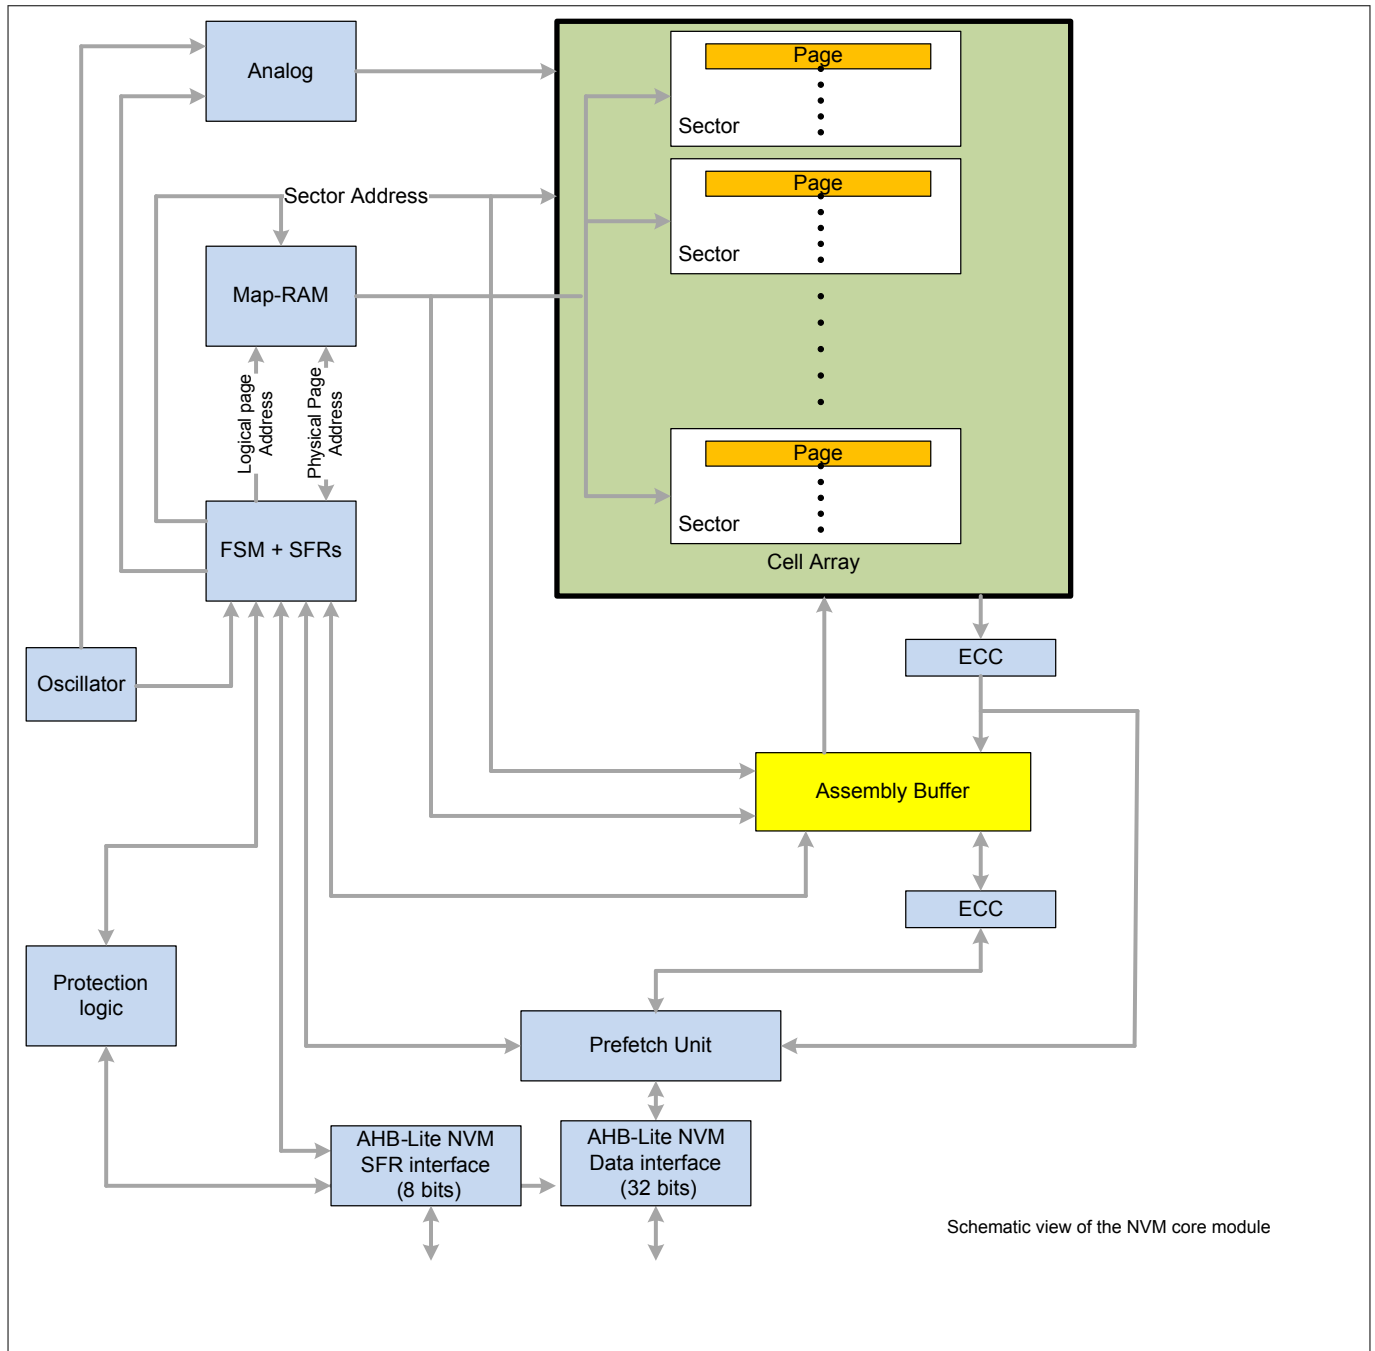 Analog
Page
Sector
Sector Address
Page
Sector
Map-RAM
Logical page
Address
Physical Page
Address
Page
Sector
FSM + SFRs
Cell Array
Oscillator
ECC
Assembly Buffer
ECC
Protection
logic
Prefetch Unit
AHB-Lite NVM
SFR interface
(8 bits)
AHB-Lite NVM
Data interface
(32 bits)
Schematic view of the NVM core module